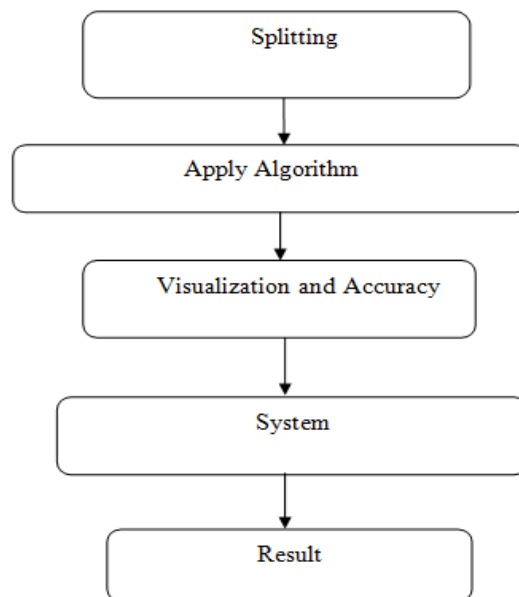 Splitting
Apply Algorithm
Visualization and Accuracy
System
Result